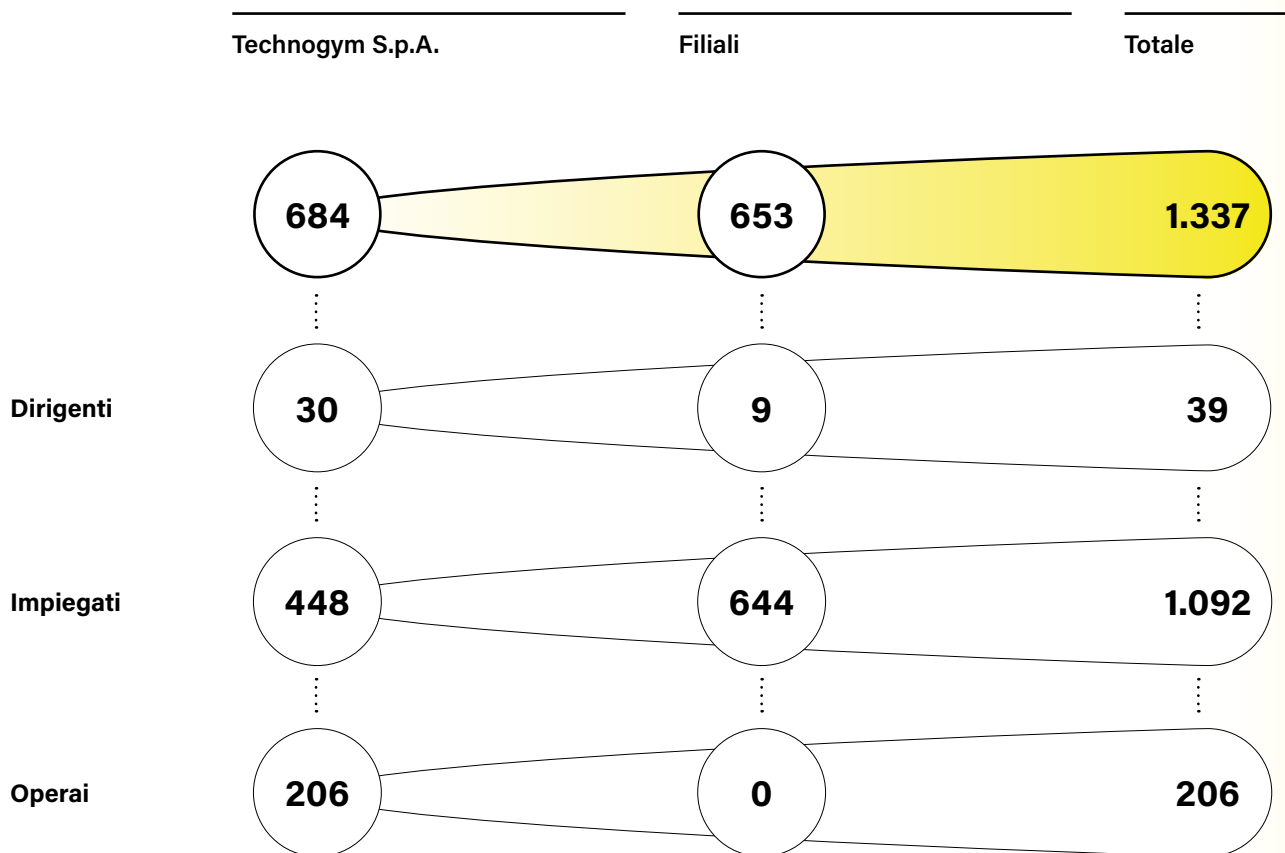 Technogym S.p.A. Filiali Totale
684 653 1.337
Dirigenti 30 9 39
Impiegati 448 644 1.092
Operai 206 0 206